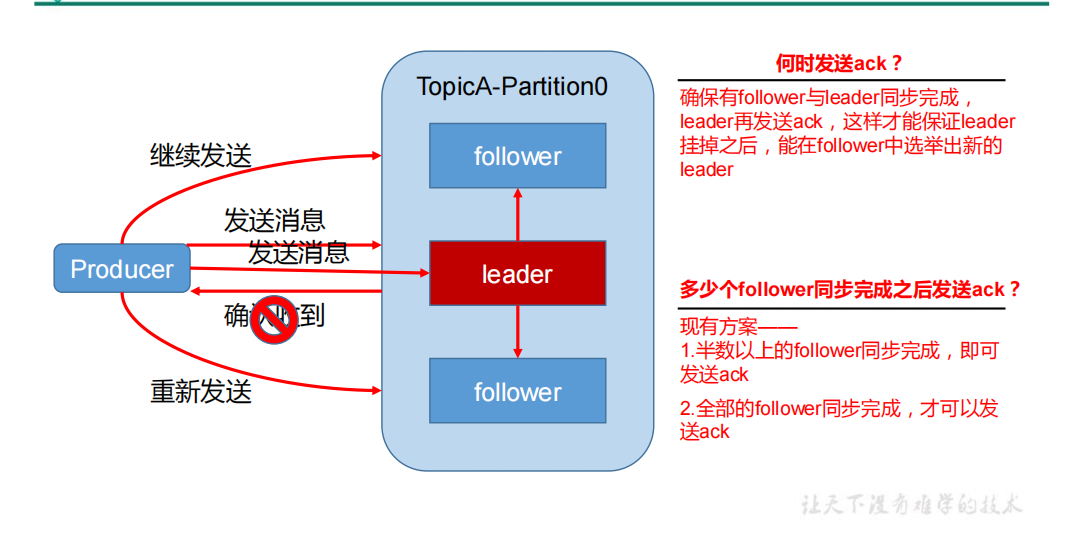 TopicA-Partition0
follower
leader
follower
Producer
继续发送
发送消息
发送消息
确认收到
重新发送
何时发送ack？
确保有follower与leader同步完成，
leader再发送ack，这样才能保证leader
挂掉之后，能在follower中选举出新的
leader
多少个follower同步完成之后发送ack？
现有方案——
1.半数以上的follower同步完成，即可
发送ack
2.全部的follower同步完成，才可以发
送ack
让天下没有难学的技术